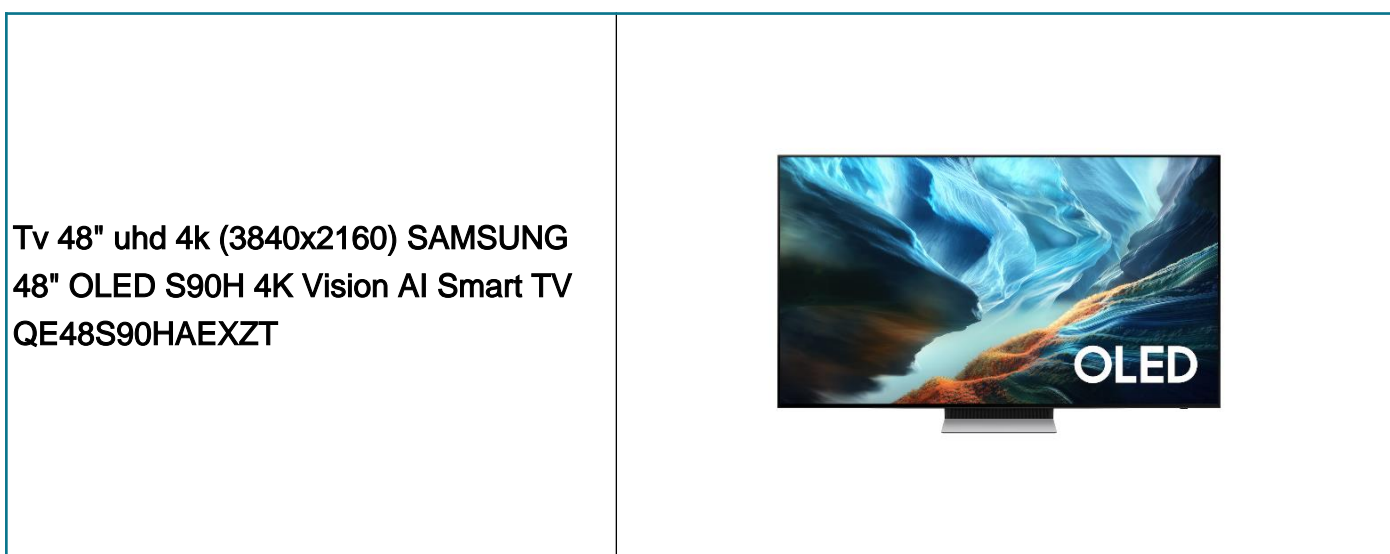 Tv 48" uhd 4k (3840x2160) SAMSUNG
48" OLED S90H 4K Vision AI Smart TV
QE48S90HAEXZT
OLED